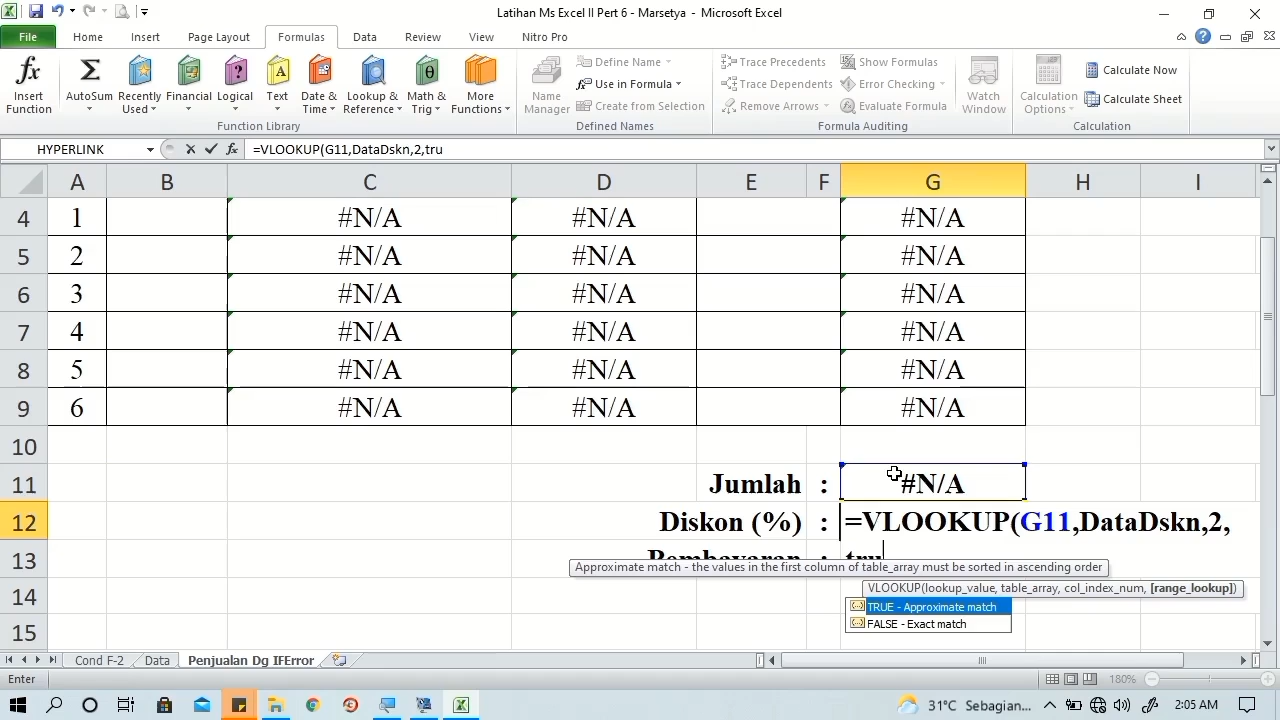 Latihan Ms Excel II Pert 6 - Marsetya - Microsoft Excel
File Home Insert Page Layout Formulas Data Review View Nitro Pro
Insert Function
AutoSum
Recently Used
Financial
Logical
Text
Date & Time
Lookup & Reference
Math & Trig
More Functions
Function Library
Name Manager
Define Name
Use in Formula
Create from Selection
Defined Names
Trace Precedents
Trace Dependents
Remove Arrows
Show Formulas
Error Checking
Evaluate Formula
Watch Window
Formula Auditing
Calculation Options
Calculate Now
Calculate Sheet
Calculation
HYPERLINK fx =VLOOKUP(G11,DataDskn,2,tru
A B C D E F G H I
4 1 #N/A #N/A #N/A
5 2 #N/A #N/A #N/A
6 3 #N/A #N/A #N/A
7 4 #N/A #N/A #N/A
8 5 #N/A #N/A #N/A
9 6 #N/A #N/A #N/A
10
11 Jumlah : #N/A
12 Diskon (%) : =VLOOKUP(G11,DataDskn,2,
13 Pembayaran : tru
Approximate match - the values in the first column of table_array must be sorted in ascending order
VLOOKUP(lookup_value, table_array, col_index_num, [range_lookup])
14 TRUE - Approximate match
FALSE - Exact match
15
Cond F-2 Data Penjualan Dg IFError
Enter 180%
31°C Sebagian... 2:05 AM